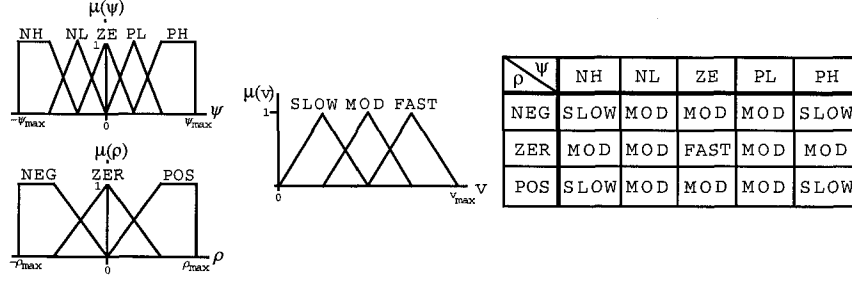 μ(ψ)
NH NL ZE PL PH
1
ψ
-ψmax 0 ψmax
μ(ρ)
NEG ZER POS
1
ρ
-ρmax 0 ρmax
μ(v)
SLOW MOD FAST
1
v
0 vmax
ρ ψ NH NL ZE PL PH
NEG SLOW MOD MOD MOD SLOW
ZER MOD MOD FAST MOD MOD
POS SLOW MOD MOD MOD SLOW